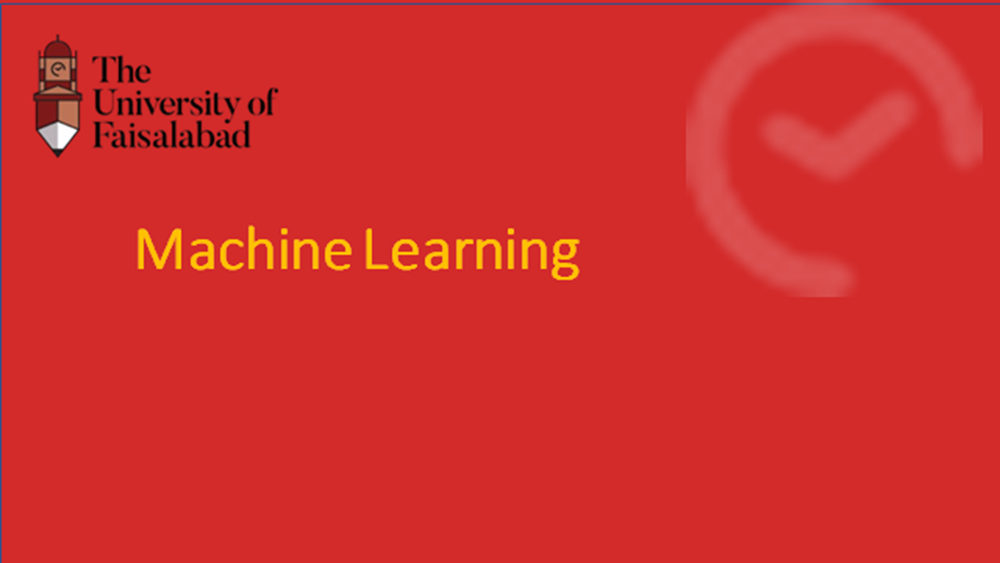 The
University of
Faisalabad
Machine Learning